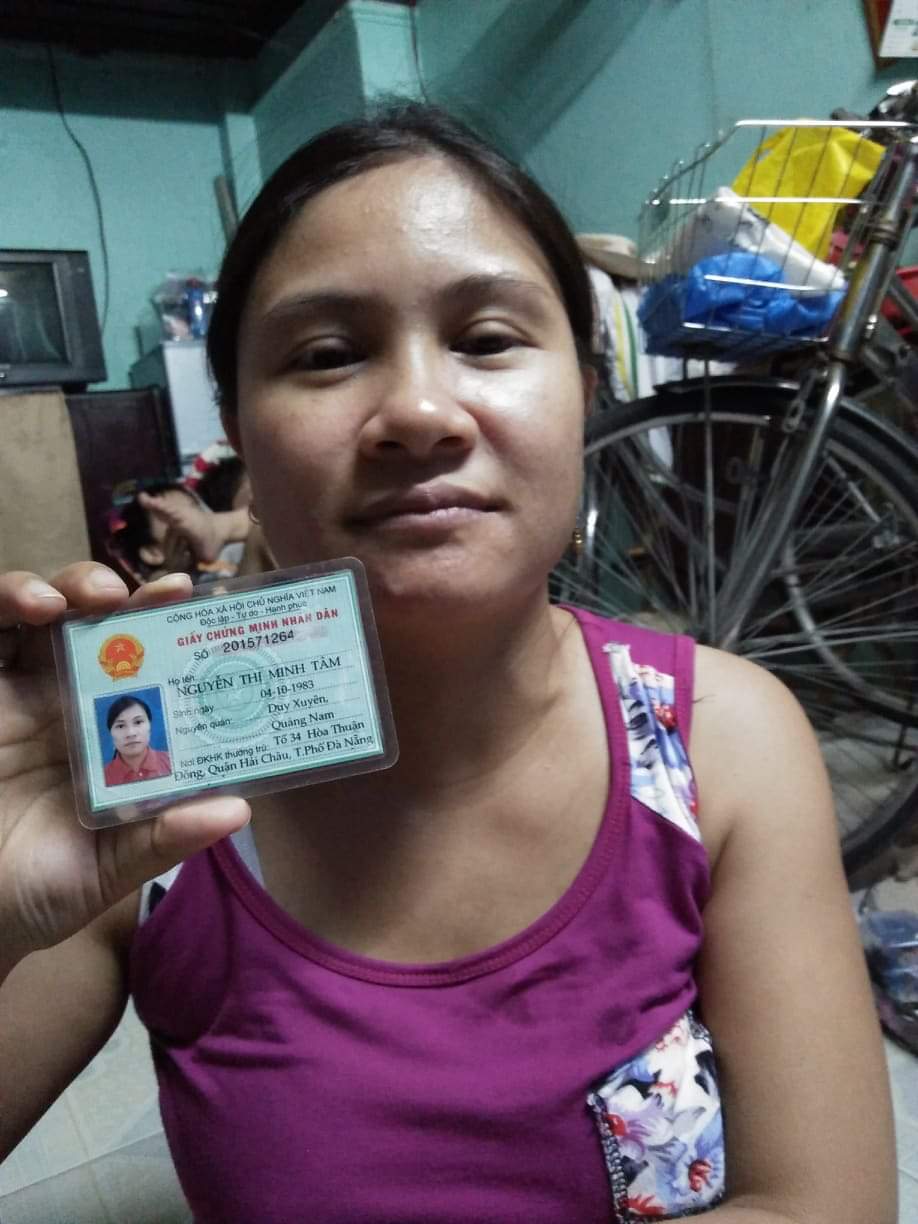 CỘNG HÒA XÃ HỘI CHỦ NGHĨA VIỆT NAM
Độc lập - Tự do - Hạnh phúc
GIẤY CHỨNG MINH NHÂN DÂN
SỐ 201571264
Họ tên NGUYỄN THỊ MINH TÂM
Sinh ngày 04-10-1983
Nguyên quán: Duy Xuyên,
Quảng Nam
Nơi ĐKHK thường trú: Tổ 34 Hòa Thuận
Đông, Quận Hải Châu, T.Phố Đà Nẵng